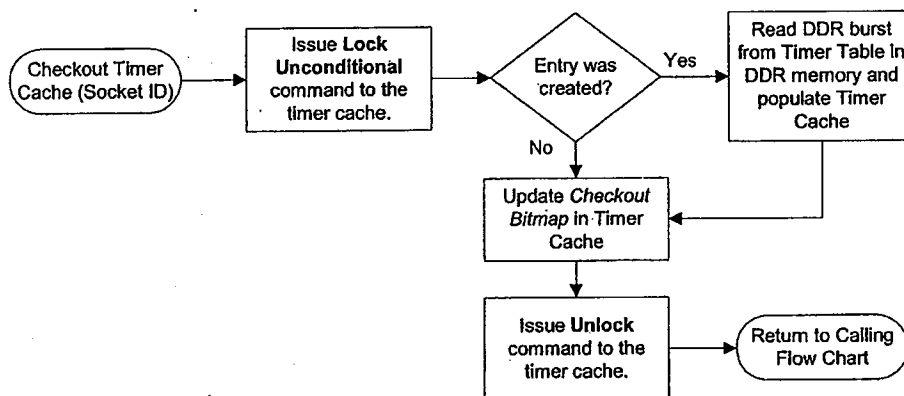 Checkout Timer
Cache (Socket ID)
Issue Lock
Unconditional
command to the
timer cache.
Entry was
created?
Yes
Read DDR burst
from Timer Table in
DDR memory and
populate Timer
Cache
No
Update Checkout
Bitmap in Timer
Cache
Issue Unlock
command to the
timer cache.
Return to Calling
Flow Chart